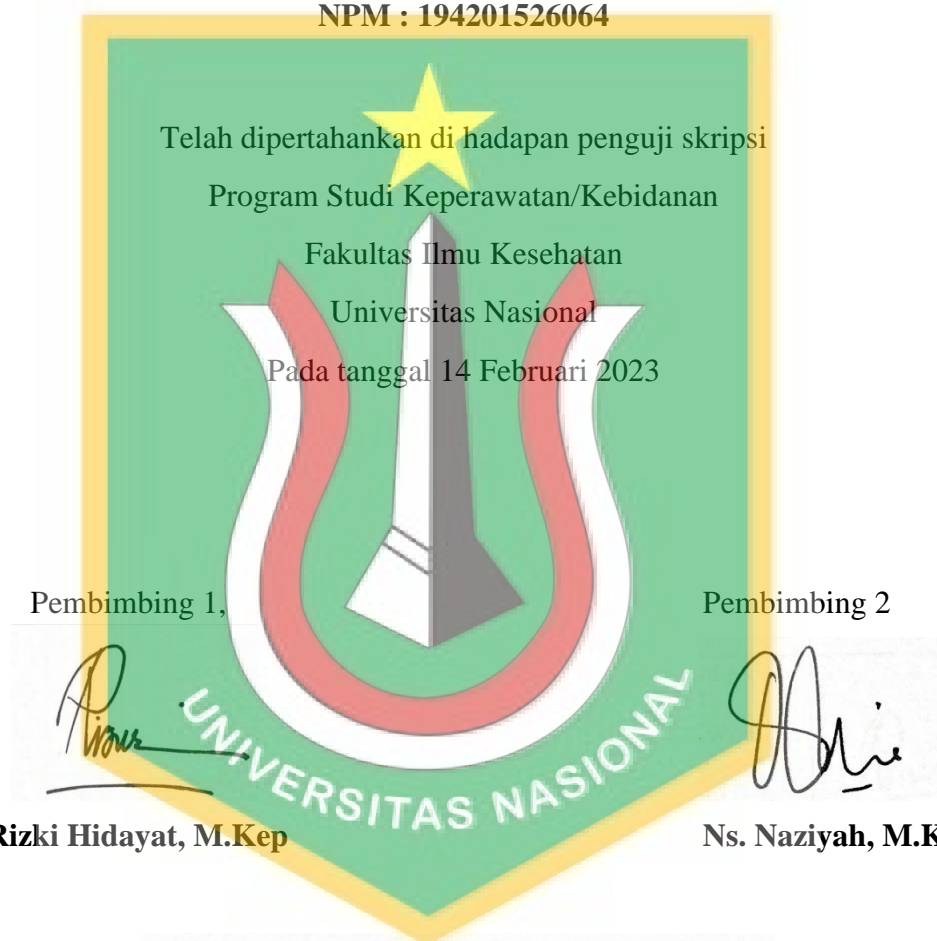 NPM : 194201526064
Telah dipertahankan di hadapan penguji skripsi
Program Studi Keperawatan/Kebidanan
Fakultas Ilmu Kesehatan
Universitas Nasional
Pada tanggal 14 Februari 2023
Pembimbing 1,
Pembimbing 2
UNIVERSITAS NASIONAL
Rizki Hidayat, M.Kep
Ns. Naziyah, M.K